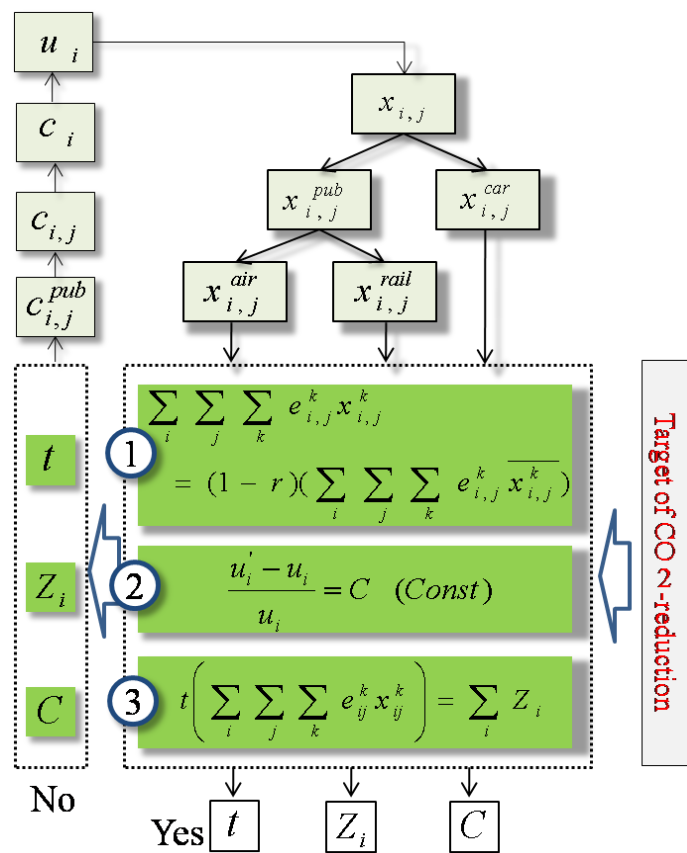 u i
c i
c i,j
c i,j pub
x i,j
x i,j pub
x i,j car
x i,j air
x i,j rail
t
Z i
C
No
1
∑ i ∑ j ∑ k e i,j k x i,j k
= (1 - r)(∑ i ∑ j ∑ k e i,j k x̅ i,j k)
2
(u i ' - u i) / u i = C (Const)
3
t(∑ i ∑ j ∑ k e ij k x ij k) = ∑ i Z i
Target of CO 2-reduction
Yes t Z i C